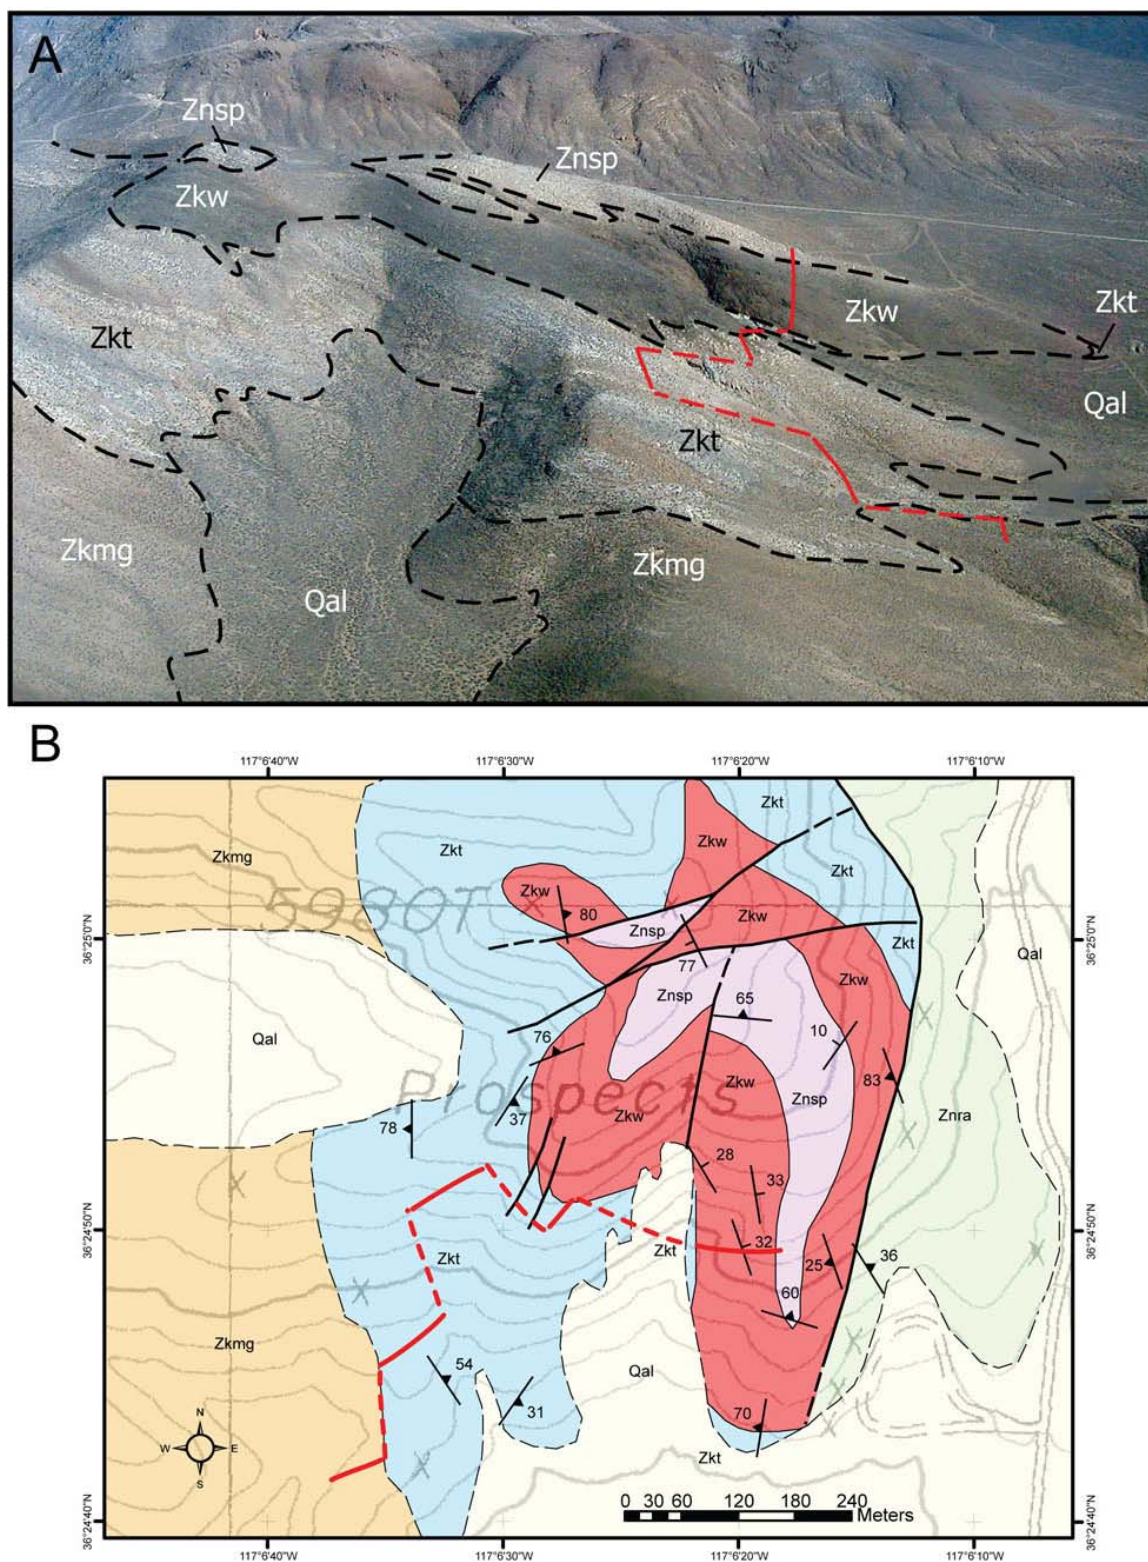 A
Znsp
Znsp
Zkw
Zkw
Zkt
Zkt
Qal
Zkt
Zkmg
Zkmg
Qal
B
117°6'40"W 117°6'30"W 117°6'20"W 117°6'10"W
Zkt
Zkmg
Zkt
Zkw
Zkt
5980T
Zkw
80
Zkw
Znsp
36°25'0"N
36°25'0"N
Zkt
Qal
77
Zkw
Znsp
65
10
76
Qal
Zkw
83
Prospects
Znsp
Zkw
37
Znra
78
28
33
36°24'50"N
36°24'50"N
Zkt
Zkt
32
25
36
60
Zkmg
54
Qal
31
70
N
W E
S
Zkt
0 30 60 120 180 240
Meters
36°24'40"N
36°24'40"N
117°6'40"W 117°6'30"W 117°6'20"W 117°6'10"W